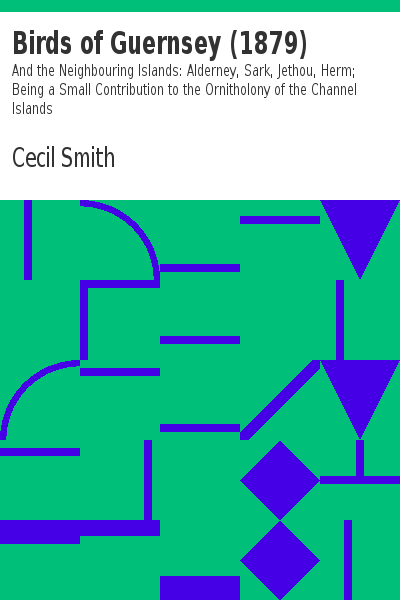 Birds of Guernsey (1879)
And the Neighbouring Islands: Alderney, Sark, Jethou, Herm;
Being a Small Contribution to the Ornitholony of the Channel
Islands
Cecil Smith